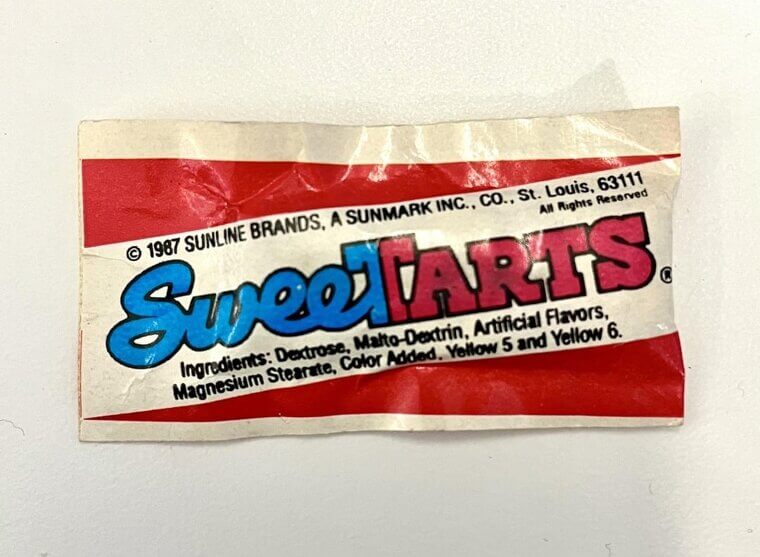 © 1987 SUNLINE BRANDS, A SUNMARK INC., CO., St. Louis, 63111
All Rights Reserved
SweeTARTS®
Ingredients: Dextrose, Malto-Dextrin, Artificial Flavors,
Magnesium Stearate, Color Added, Yellow 5 and Yellow 6.